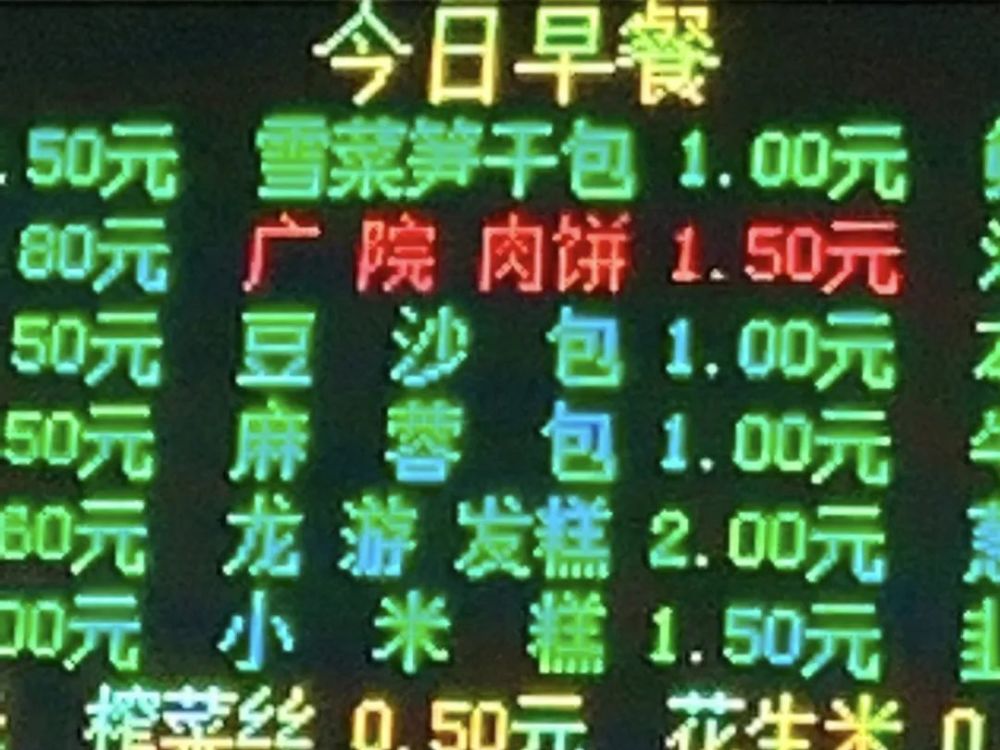 今日早餐
.50元 雪菜笋干包 1.00元
80元 广院肉饼 1.50元
50元 豆沙包 1.00元
50元 麻蓉包 1.00元
60元 龙游发糕 2.00元
00元 小米糕 1.50元
榨菜丝 0.50元 花生米 0